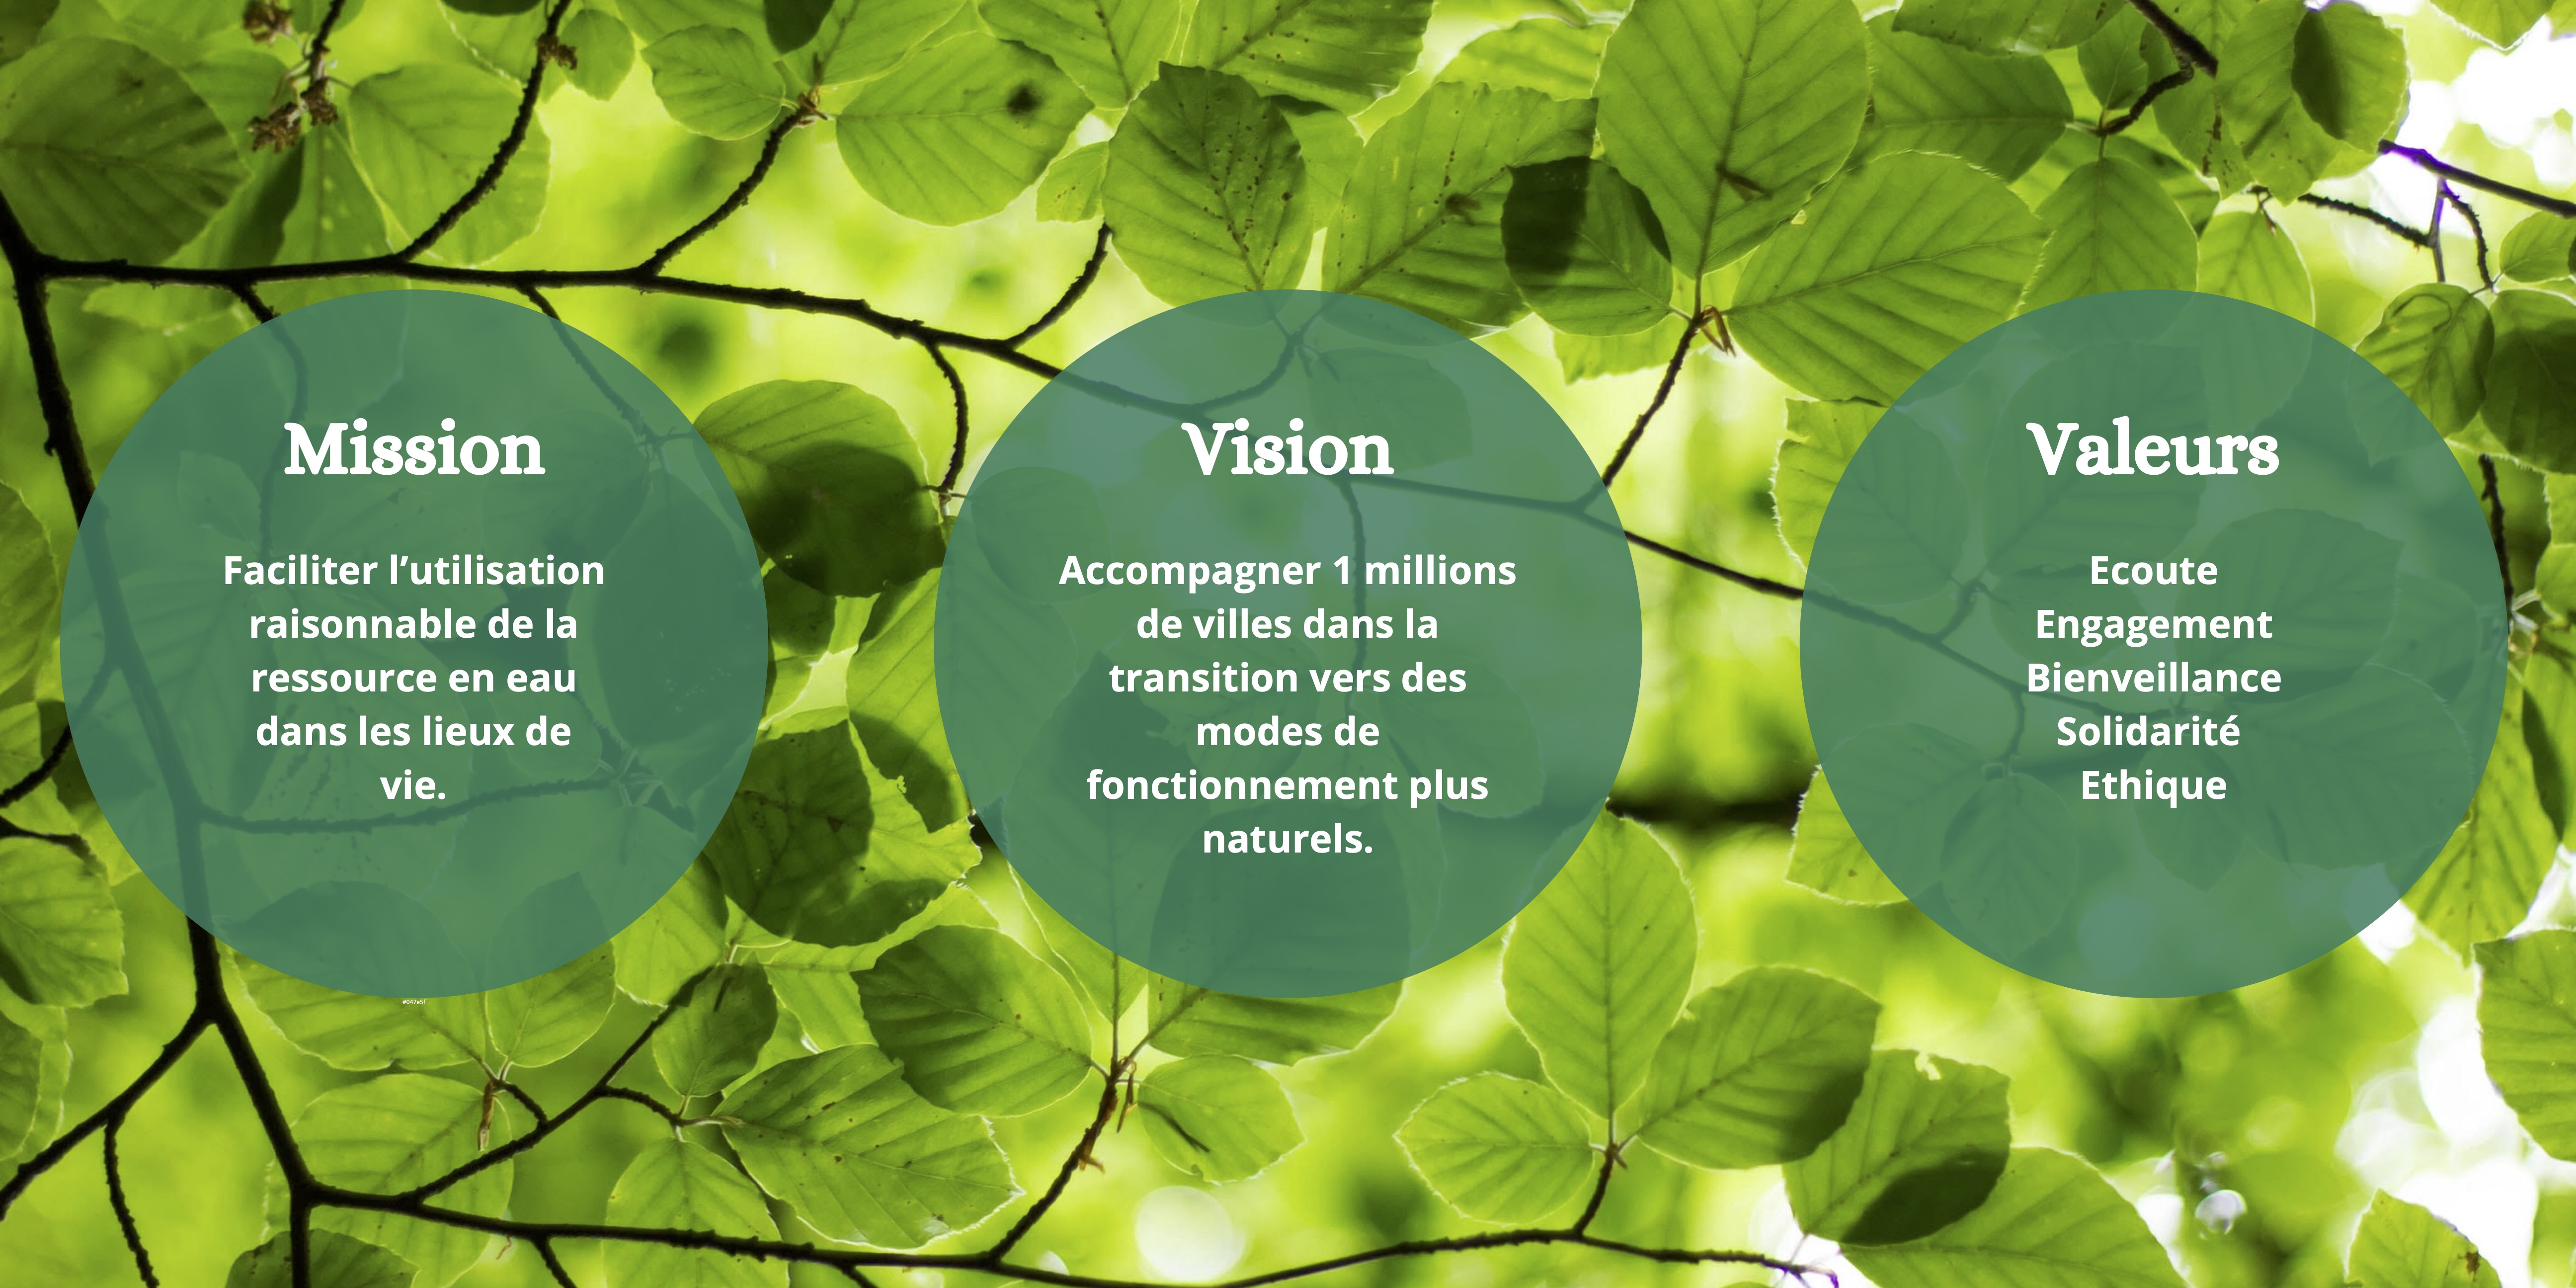 Mission
Faciliter l’utilisation
raisonnable de la
ressource en eau
dans les lieux de
vie.
#047e5f
Vision
Accompagner 1 millions
de villes dans la
transition vers des
modes de
fonctionnement plus
naturels.
Valeurs
Ecoute
Engagement
Bienveillance
Solidarité
Ethique